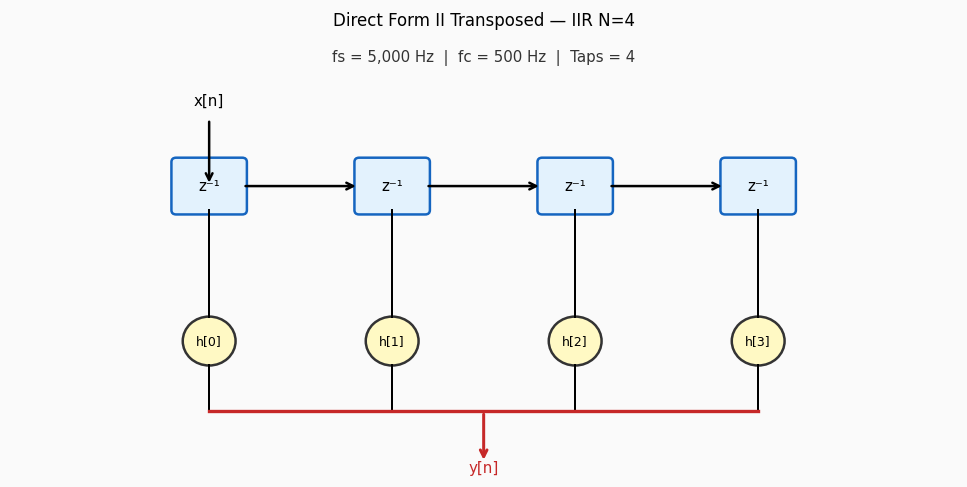 Direct Form II Transposed — IIR N=4
fs = 5,000 Hz | fc = 500 Hz | Taps = 4
x[n]
z⁻¹ z⁻¹ z⁻¹ z⁻¹
h[0] h[1] h[2] h[3]
y[n]